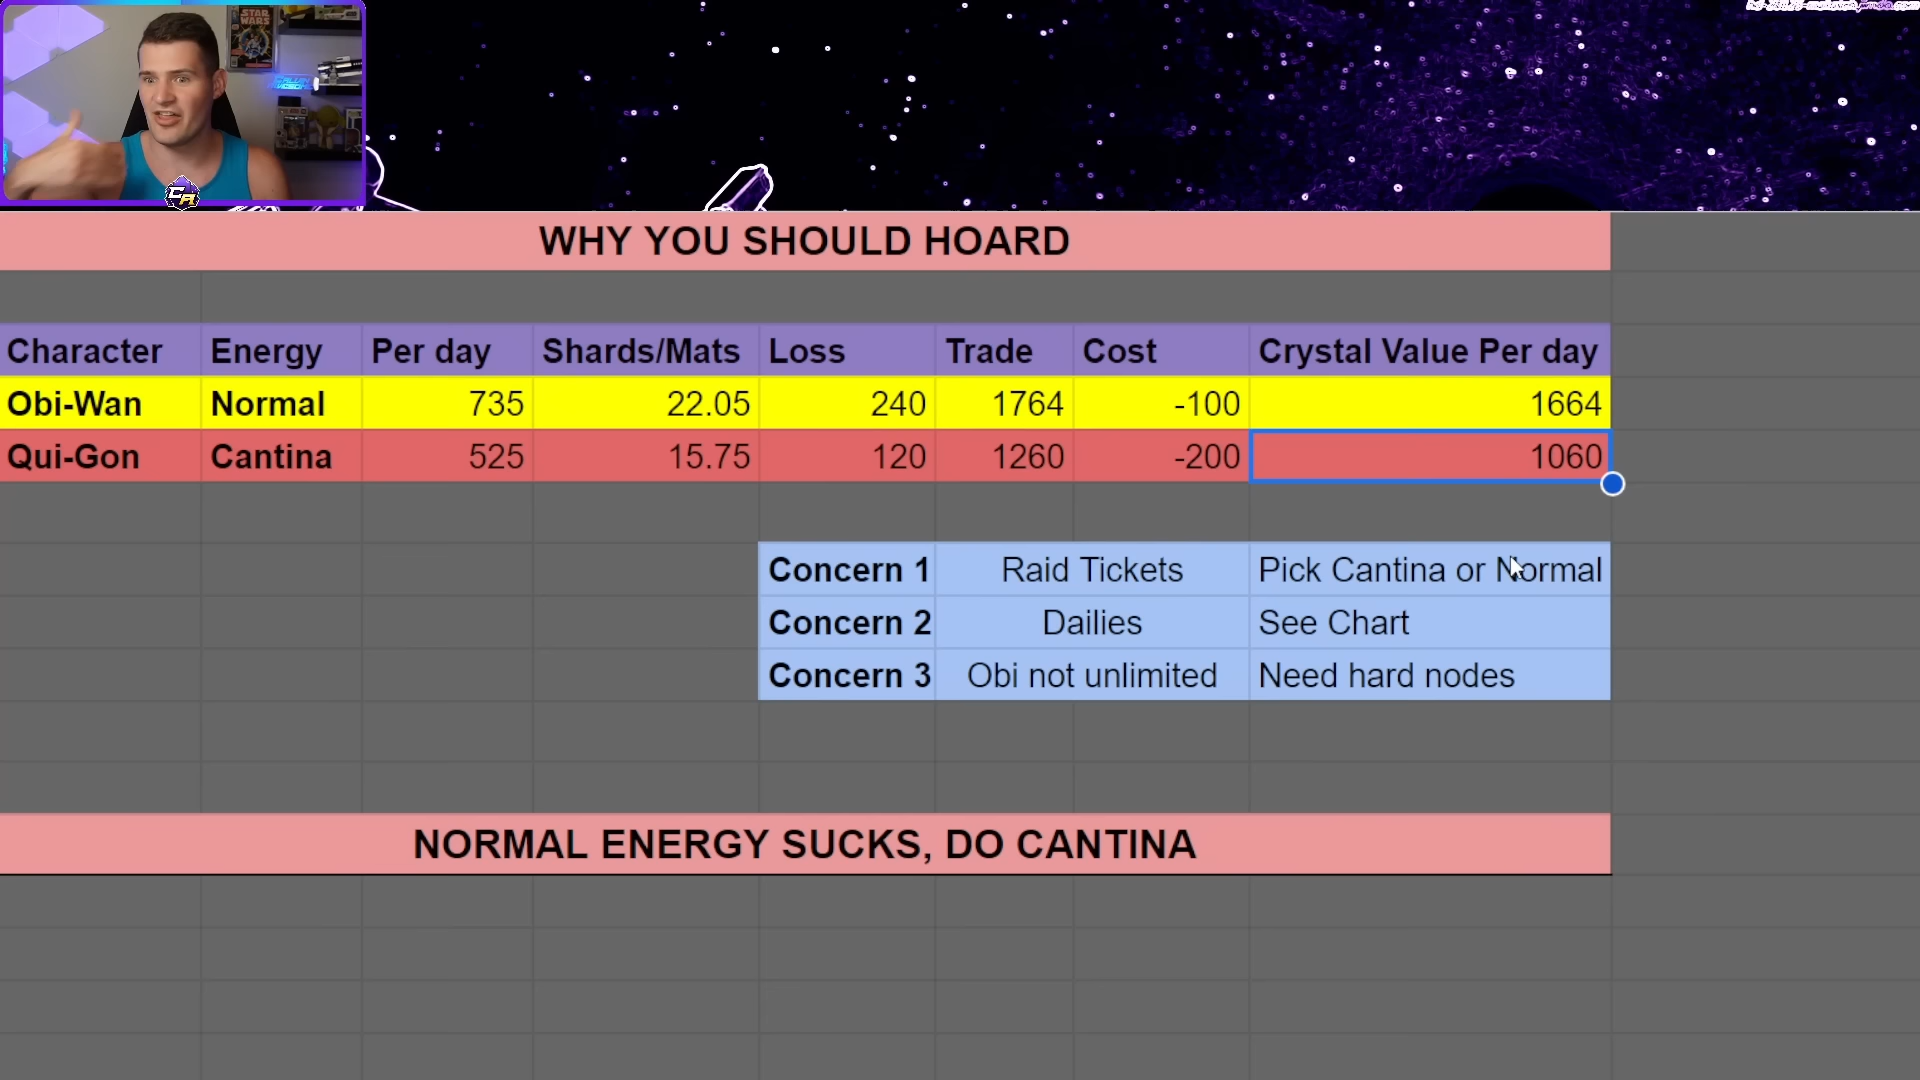 STAR WARS
WHY YOU SHOULD HOARD
Character Energy Per day Shards/Mats Loss Trade Cost Crystal Value Per day
Obi-Wan Normal 735 22.05 240 1764 -100 1664
Qui-Gon Cantina 525 15.75 120 1260 -200 1060
Concern 1 Raid Tickets Pick Cantina or Normal
Concern 2 Dailies See Chart
Concern 3 Obi not unlimited Need hard nodes
NORMAL ENERGY SUCKS, DO CANTINA